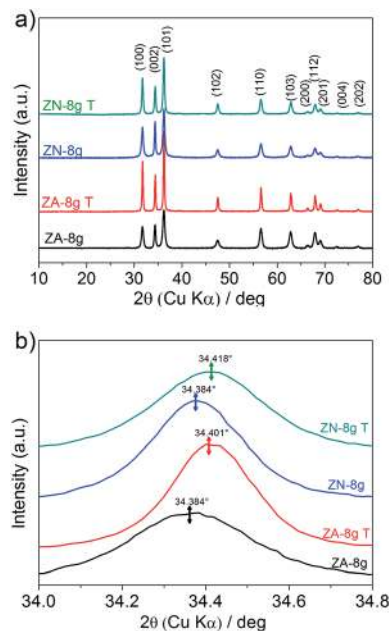 a)
(100)
(002)
(101)
(102)
(110)
(103)
(200)
(112)
(201)
(004)
(202)
ZN-8g T
ZN-8g
ZA-8g T
ZA-8g
Intensity (a.u.)
10 20 30 40 50 60 70 80
2θ (Cu Kα) / deg
b)
34.418°
34.384°
34.401°
34.384°
ZN-8g T
ZN-8g
ZA-8g T
ZA-8g
Intensity (a.u.)
34.0 34.2 34.4 34.6 34.8
2θ (Cu Kα) / deg